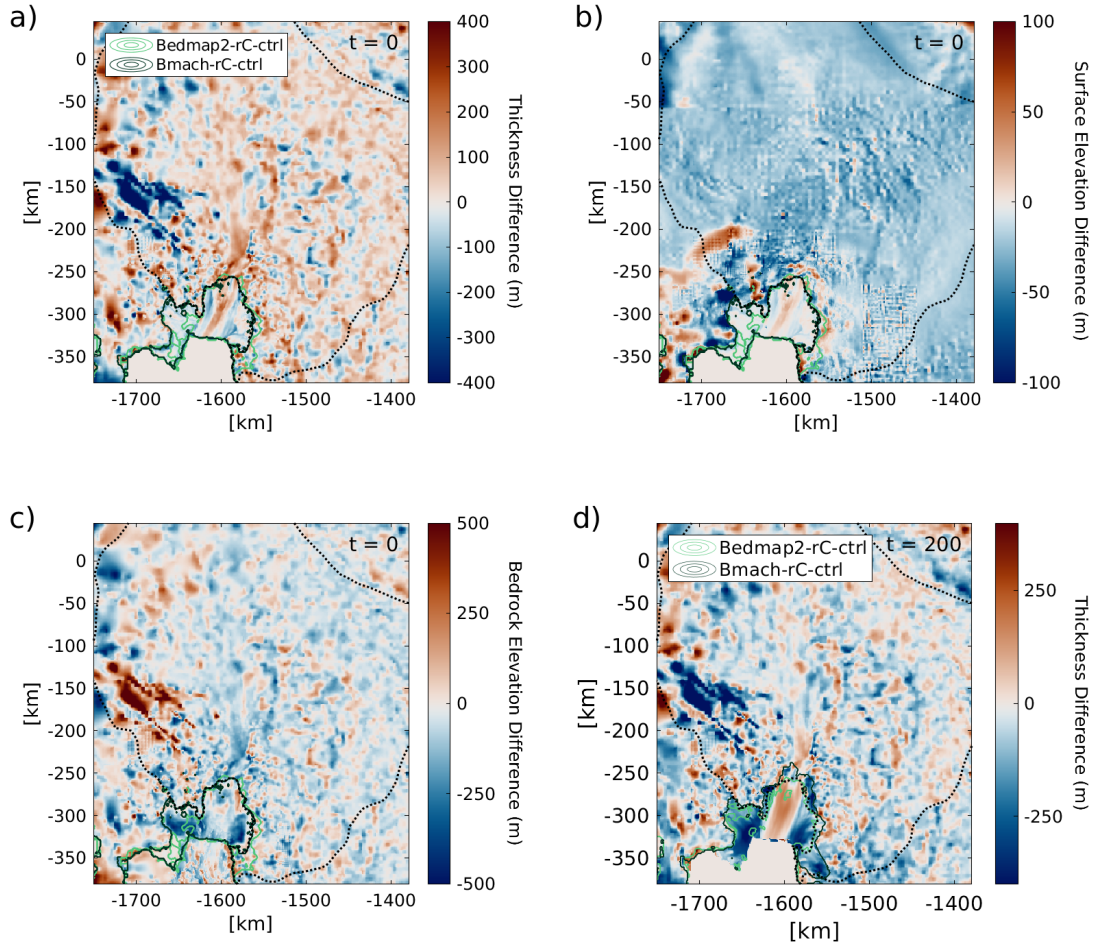 a)
Bedmap2-rC-ctrl
Bmach-rC-ctrl
t = 0
0
-50
-100
-150
-200
-250
-300
-350
[km]
-1700 -1600 -1500 -1400
[km]
400
300
200
100
0
-100
-200
-300
-400
Thickness Difference (m)
b)
t = 0
0
-50
-100
-150
-200
-250
-300
-350
[km]
-1700 -1600 -1500 -1400
[km]
100
50
0
-50
-100
Surface Elevation Difference (m)
c)
t = 0
0
-50
-100
-150
-200
-250
-300
-350
[km]
-1700 -1600 -1500 -1400
[km]
500
250
0
-250
-500
Bedrock Elevation Difference (m)
d)
Bedmap2-rC-ctrl
Bmach-rC-ctrl
t = 200
0
-50
-100
-150
-200
-250
-300
-350
[km]
-1700 -1600 -1500 -1400
[km]
250
0
-250
Thickness Difference (m)